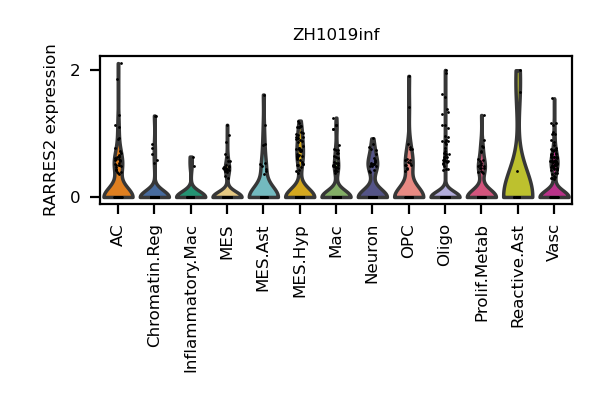 ZH1019inf
RARRES2 expression
2
0
AC
Chromatin.Reg
Inflammatory.Mac
MES
MES.Ast
MES.Hyp
Mac
Neuron
OPC
Oligo
Prolif.Metab
Reactive.Ast
Vasc